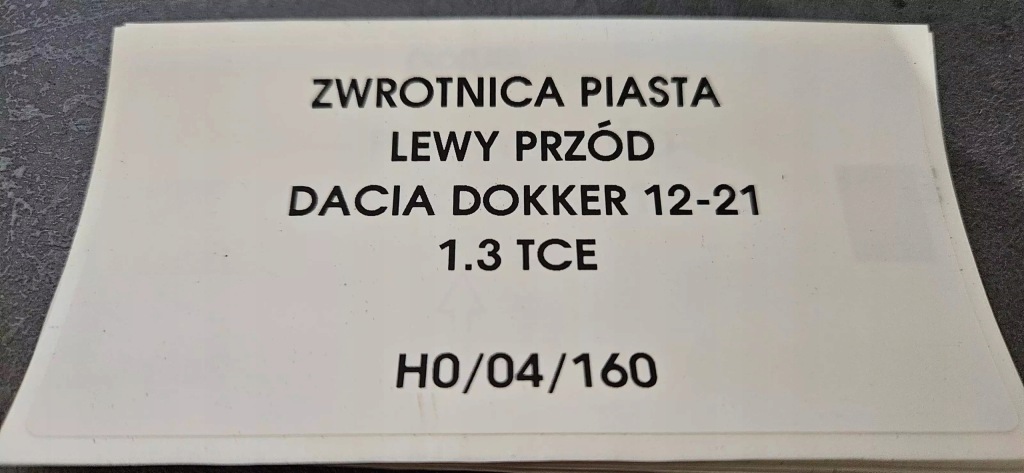 ZWROTNICA PIASTA
LEWY PRZÓD
DACIA DOKKER 12-21
1.3 TCE
H0/04/160